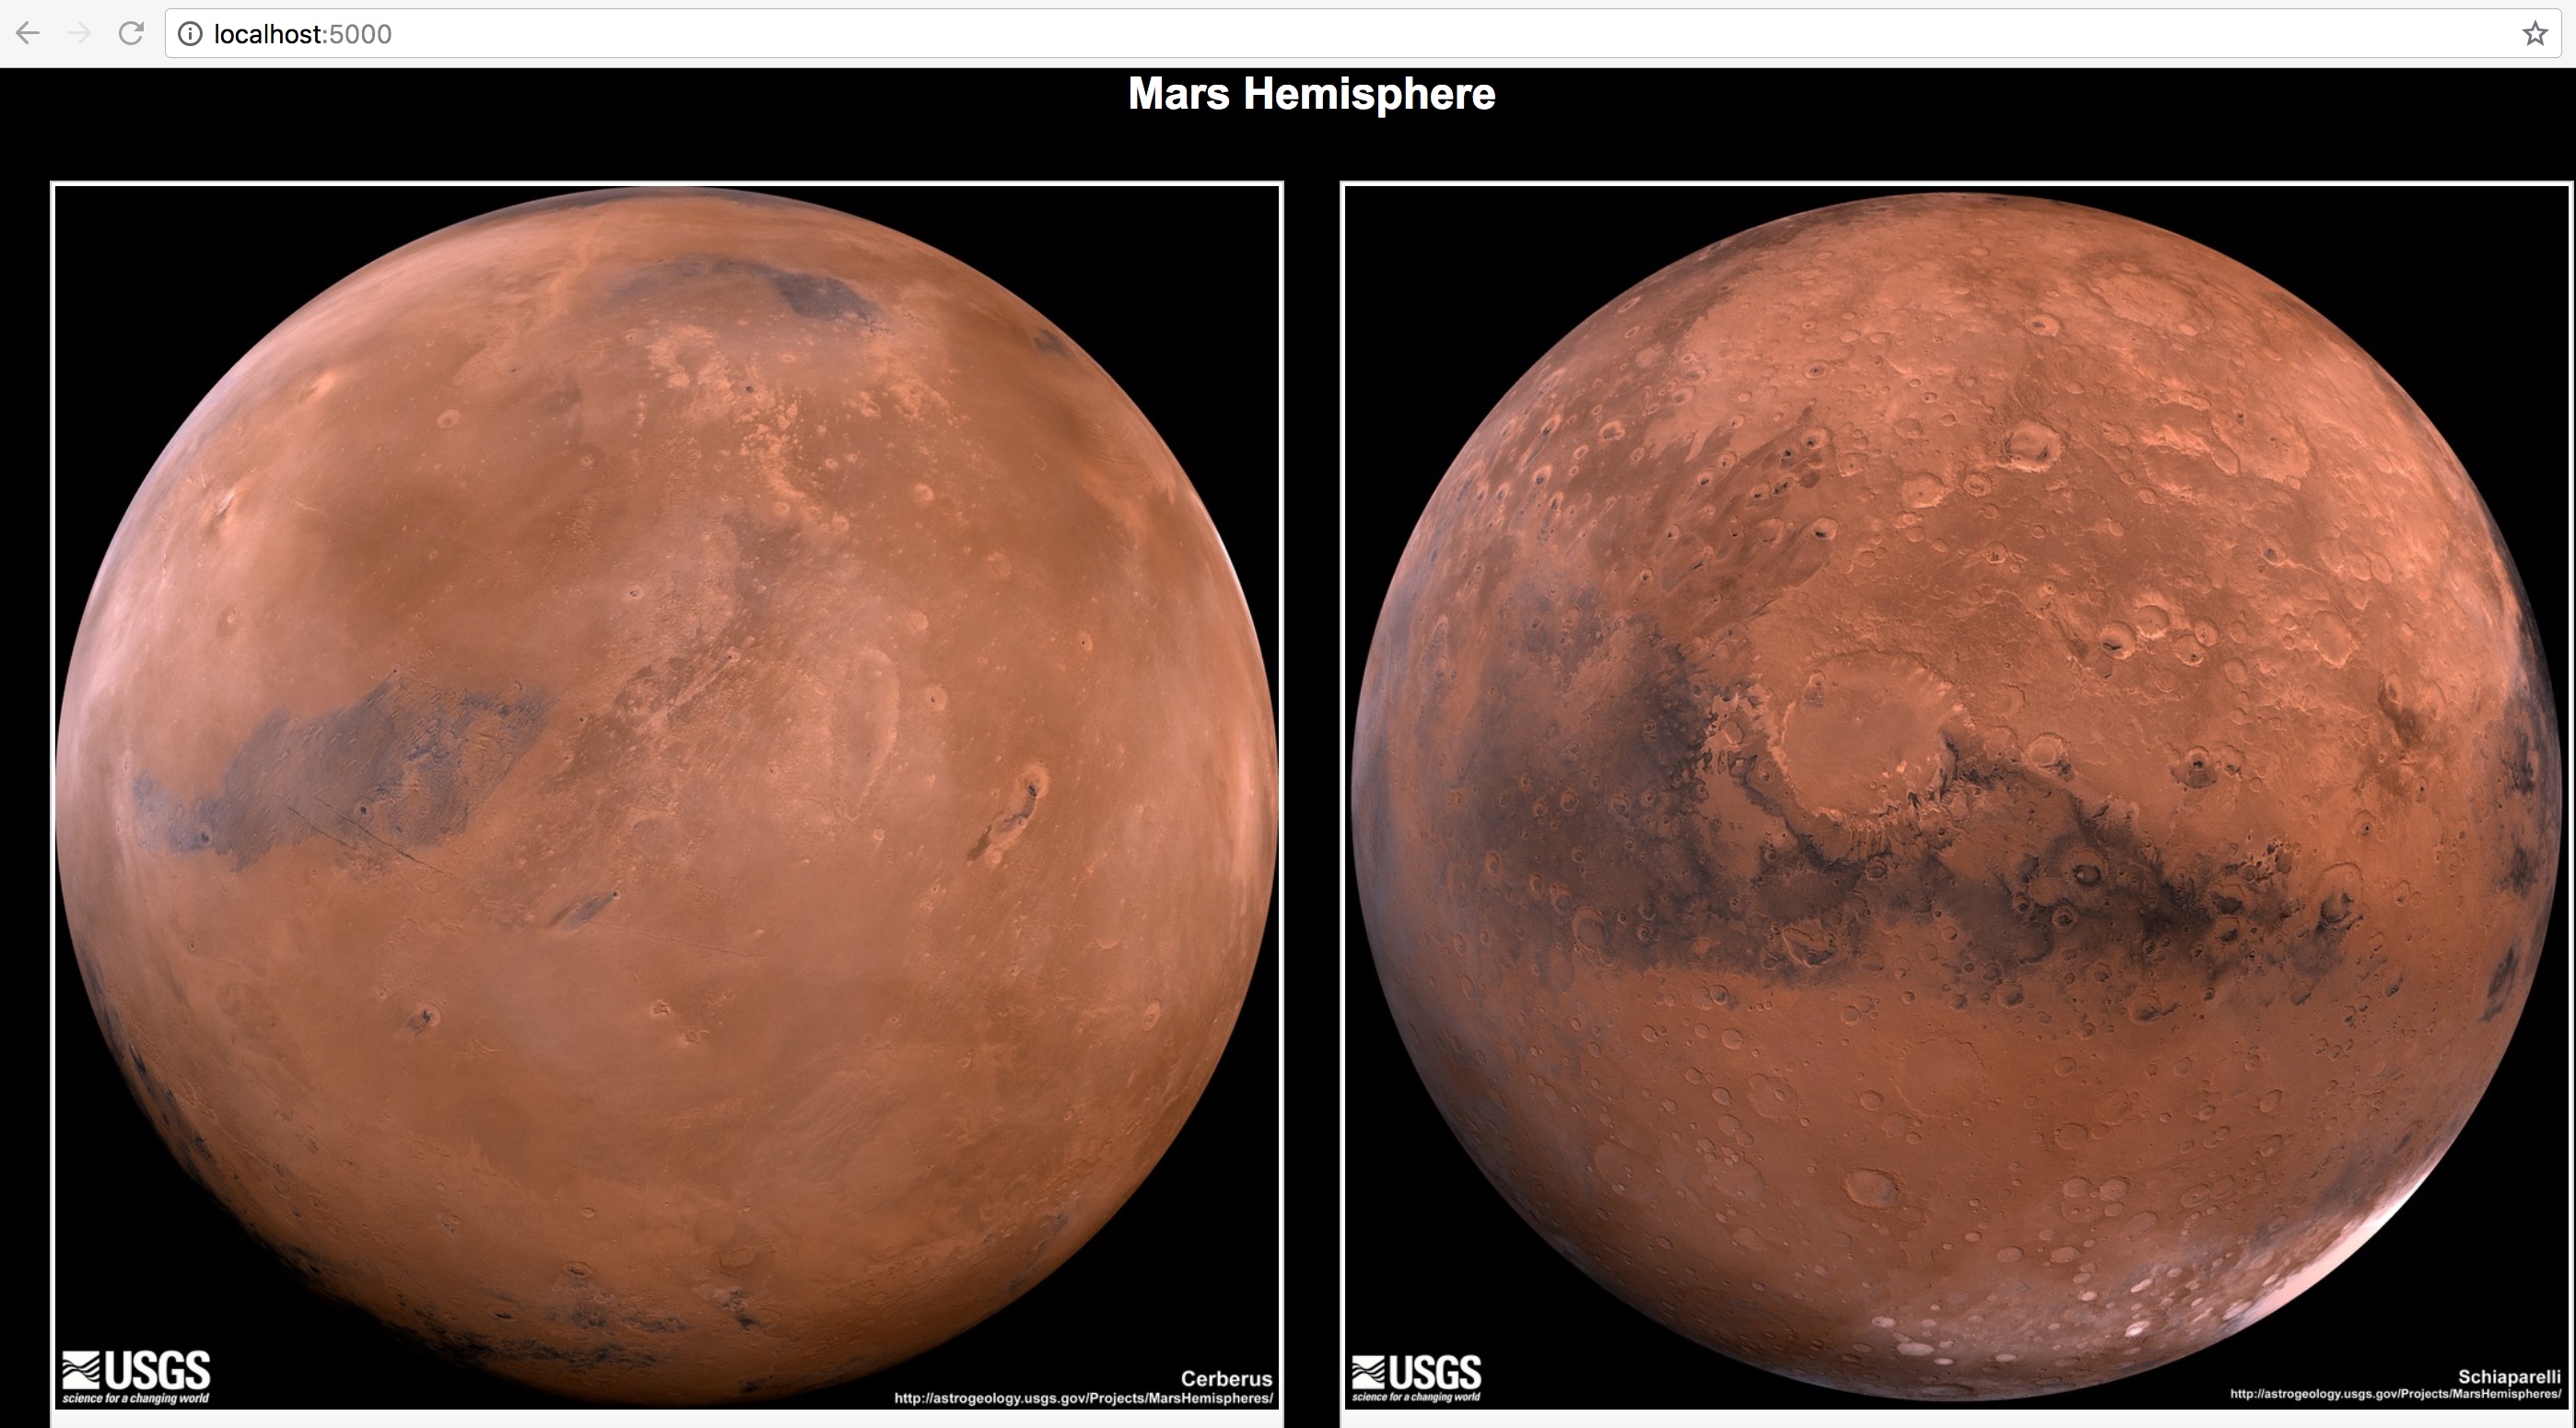 localhost:5000
Mars Hemisphere
USGS
science for a changing world
Cerberus
http://astrogeology.usgs.gov/Projects/MarsHemispheres/
USGS
science for a changing world
Schiaparelli
http://astrogeology.usgs.gov/Projects/MarsHemispheres/